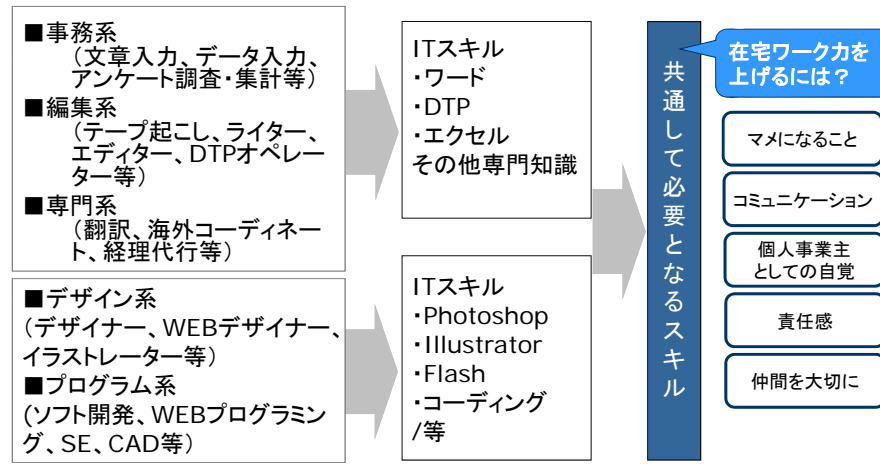 ■事務系
（文章入力、データ入力、
アンケート調査・集計等）
■編集系
（テープ起こし、ライター、
エディター、DTPオペレー
ター等）
■専門系
（翻訳、海外コーディネー
ト、経理代行等）
■デザイン系
（デザイナー、WEBデザイナー、
イラストレーター等）
■プログラム系
(ソフト開発、WEBプログラミン
グ、SE、CAD等）
ITスキル
・ワード
・DTP
・エクセル
その他専門知識
ITスキル
・Photoshop
・Illustrator
・Flash
・コーディング
/等
共通して必要となるスキル
在宅ワーク力を
上げるには？
マメになること
コミュニケーション
個人事業主
としての自覚
責任感
仲間を大切に